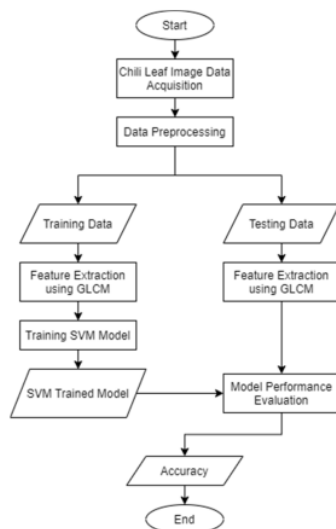 Start
Chili Leaf Image Data
Acquisition
Data Preprocessing
Training Data
Testing Data
Feature Extraction
using GLCM
Feature Extraction
using GLCM
Training SVM Model
SVM Trained Model
Model Performance
Evaluation
Accuracy
End